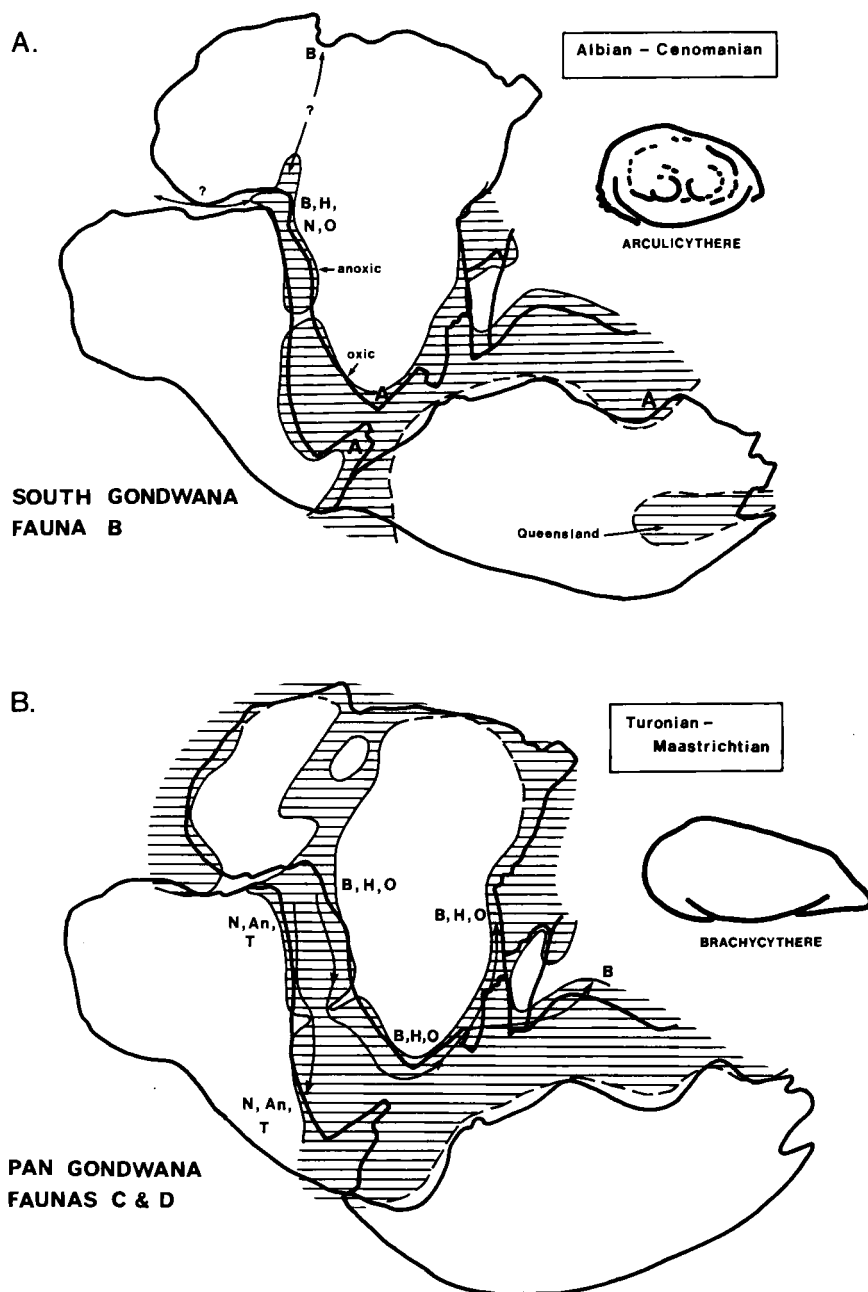 A.
Albian – Cenomanian
B
?
?
B, H,
N, O
ARCULICYTHERE
anoxic
oxic
A
A
A
SOUTH GONDWANA
FAUNA B
Queensland
B.
Turonian –
Maastrichtian
B, H, O
N, An,
T
B, H, O
BRACHYCYTHERE
B
B, H, O
N, An,
T
PAN GONDWANA
FAUNAS C & D